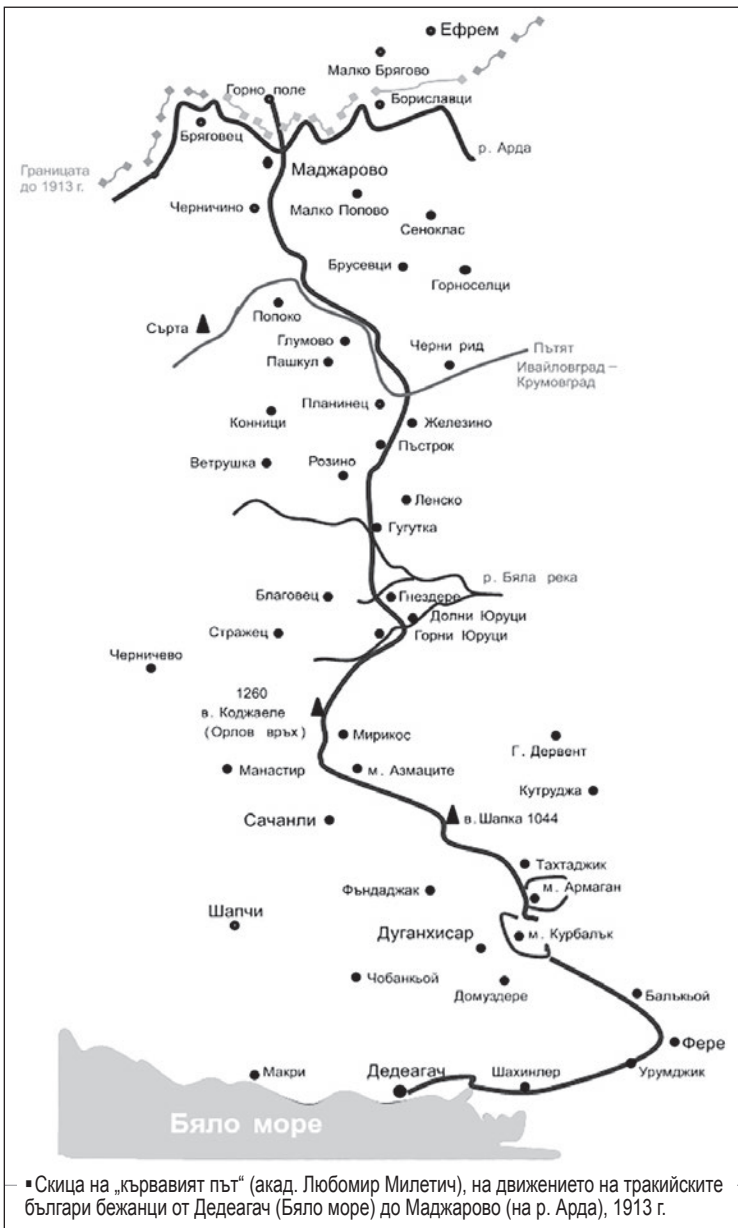 Ефрем
Малко Брягово
Горно поле
Бориславци
Бряговец
р. Арда
Границата
до 1913 г.
Маджарово
Малко Попово
Черничино
Сеноклас
Брусевци
Горноселци
Попоко
Сърта
Глумово
Черни рид
Пътят
Ивайловград –
Крумовград
Пашкул
Планинец
Конници
Железино
Пъстрок
Ветрушка
Розино
Ленско
Гугутка
р. Бяла река
Благовец
Гнездере
Долни Юруци
Стражец
Горни Юруци
Черничево
1260
в. Коджаеле
(Орлов връх)
Мирикос
Г. Дервент
Манастир
м. Азмаците
Кутруджа
Сачанли
в. Шапка 1044
Тахтаджик
м. Армаган
Фъндаджак
Шапчи
Дуганхисар
м. Курбалък
Чобанкьой
Домуздере
Балъкьой
Фере
Макри
Дедеагач
Шахинлер
Урумджик
Бяло море
▪ Скица на „кървавият път“ (акад. Любомир Милетич), на движението на тракийските
българи бежанци от Дедеагач (Бяло море) до Маджарово (на р. Арда), 1913 г.